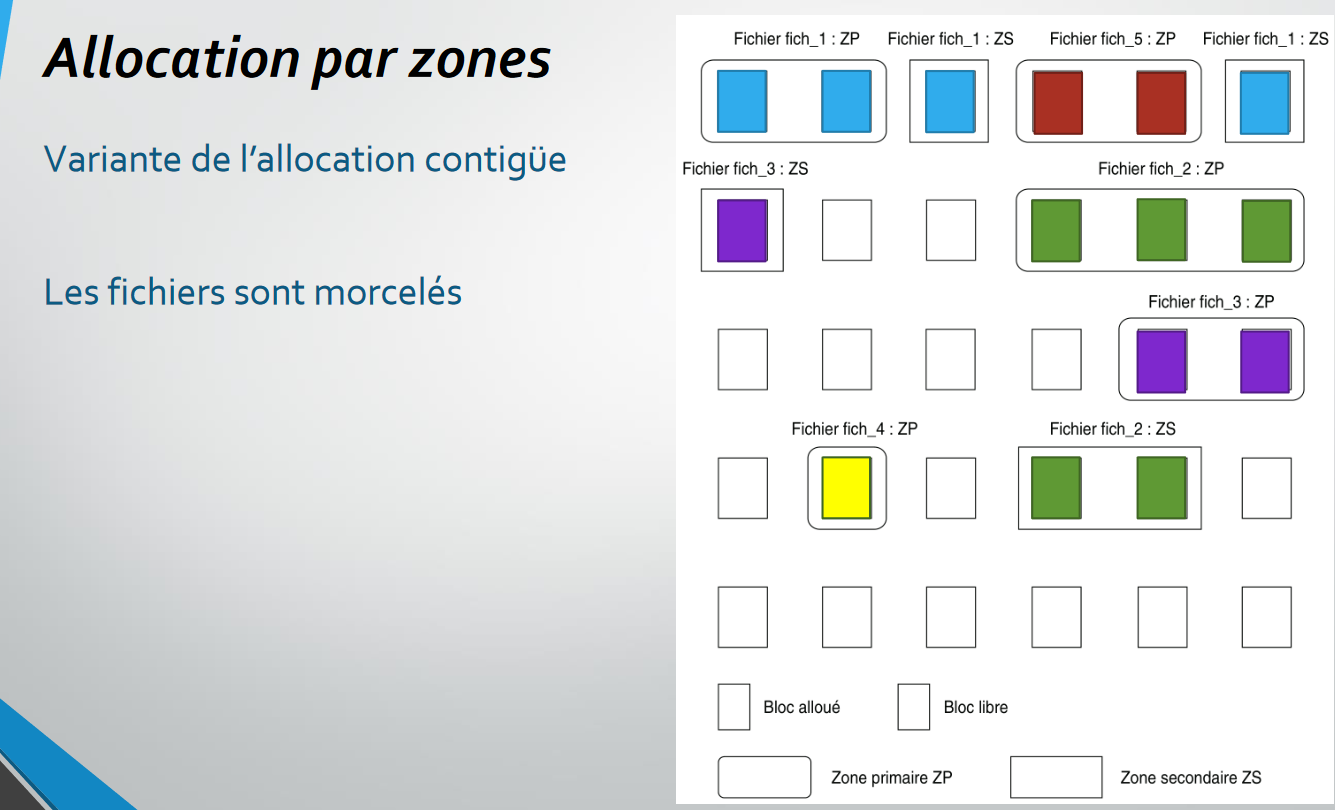 Allocation par zones
Variante de l’allocation contigüe
Les fichiers sont morcelés
Fichier fich_1 : ZP
Fichier fich_1 : ZS
Fichier fich_5 : ZP
Fichier fich_1 : ZS
Fichier fich_3 : ZS
Fichier fich_2 : ZP
Fichier fich_3 : ZP
Fichier fich_4 : ZP
Fichier fich_2 : ZS
Bloc alloué
Bloc libre
Zone primaire ZP
Zone secondaire ZS